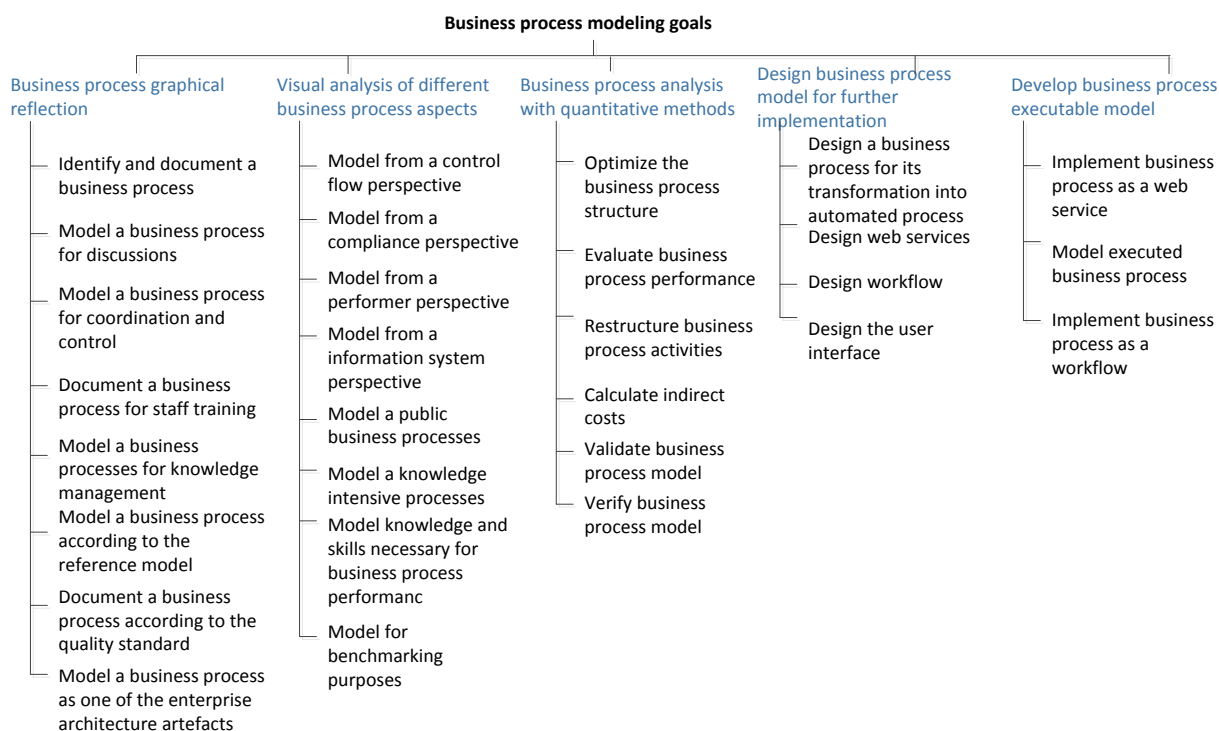 Business process modeling goals
Business process graphical
reflection
Identify and document a
business process
Model a business process
for discussions
Model a business process
for coordination and
control
Document a business
process for staff training
Model a business
processes for knowledge
management
Model a business process
according to the
reference model
Document a business
process according to the
quality standard
Model a business process
as one of the enterprise
architecture artefacts
Visual analysis of different
business process aspects
Model from a control
flow perspective
Model from a
compliance perspective
Model from a
performer perspective
Model from a
information system
perspective
Model a public
business processes
Model a knowledge
intensive processes
Model knowledge and
skills necessary for
business process
performanc
Model for
benchmarking
purposes
Business process analysis
with quantitative methods
Optimize the
business process
structure
Evaluate business
process performance
Restructure business
process activities
Calculate indirect
costs
Validate business
process model
Verify business
process model
Design business process
model for further
implementation
Design a business
process for its
transformation into
automated process
Design web services
Design workflow
Design the user
interface
Develop business process
executable model
Implement business
process as a web
service
Model executed
business process
Implement business
process as a
workflow